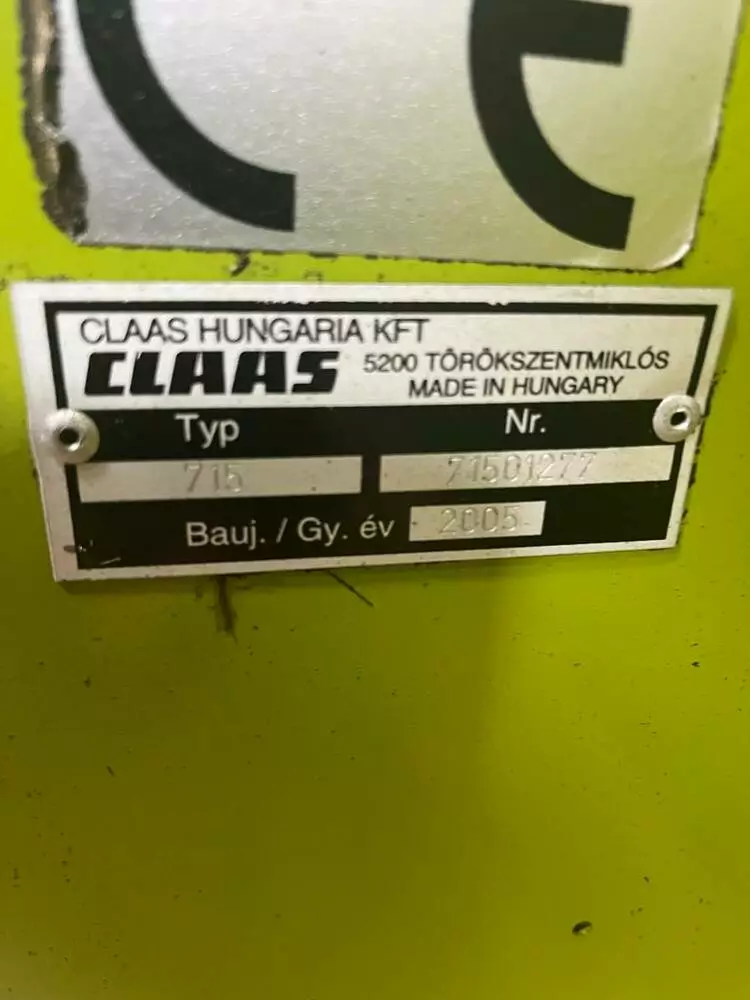 CE
CLAAS HUNGARIA KFT
CLAAS 5200 TÖRÖKSZENTMIKLÓS
MADE IN HUNGARY
Typ Nr.
715 71501277
Bauj. / Gy. év 2005